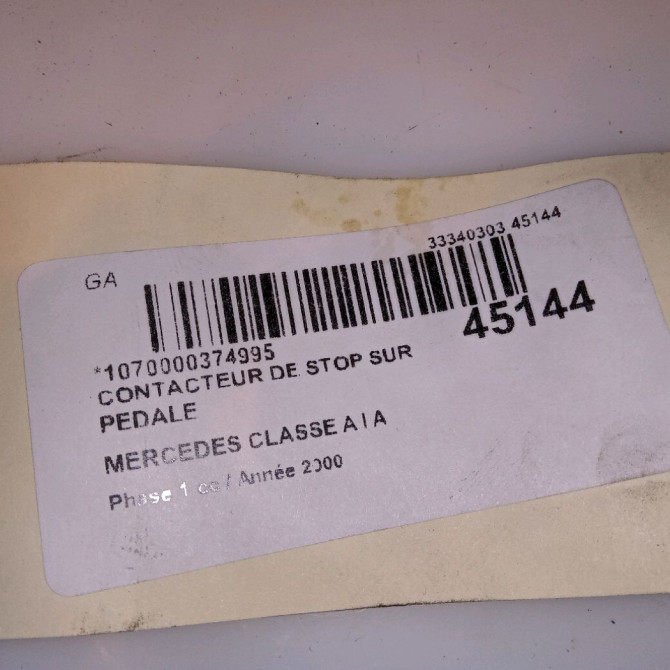 33340303 45144
GA
45144
*1070000374995
CONTACTEUR DE STOP SUR
PEDALE
MERCEDES CLASSE A I A
Phase 1 / Année 2000